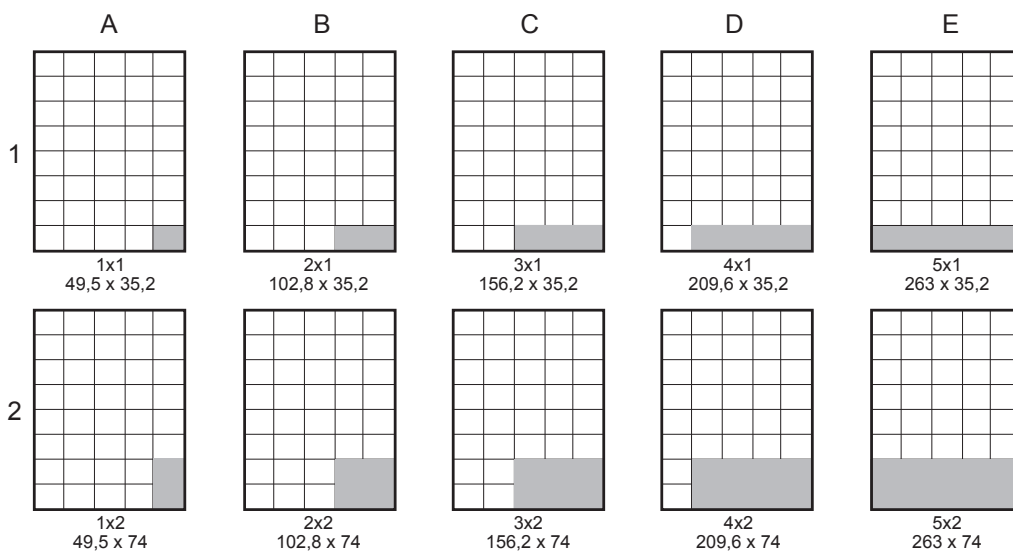 A B C D E
1
1x1 2x1 3x1 4x1 5x1
49,5 x 35,2 102,8 x 35,2 156,2 x 35,2 209,6 x 35,2 263 x 35,2
2
1x2 2x2 3x2 4x2 5x2
49,5 x 74 102,8 x 74 156,2 x 74 209,6 x 74 263 x 74